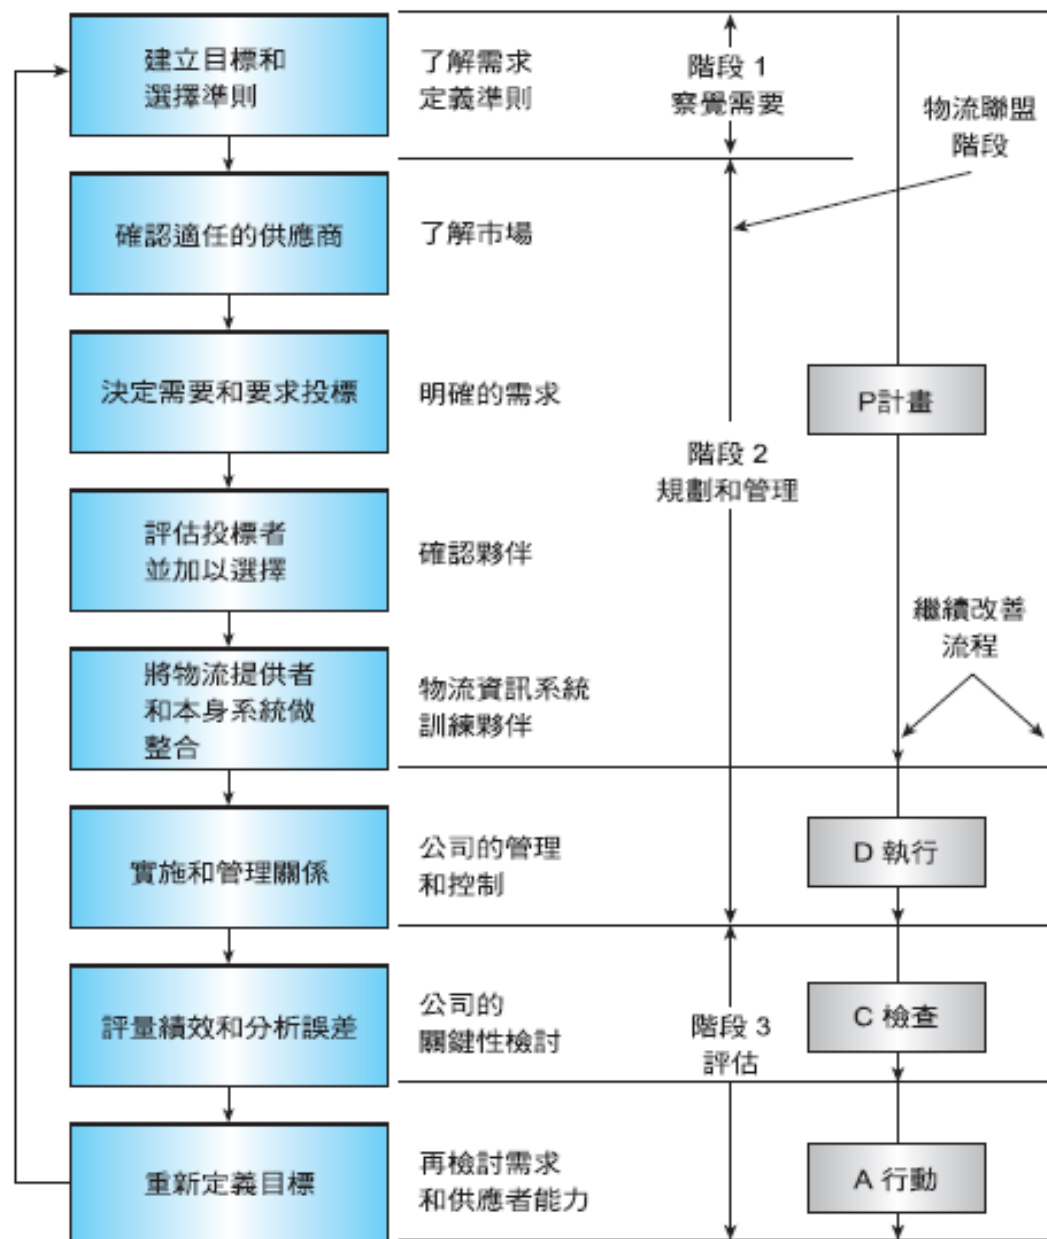 建立目標和
選擇準則
了解需求
定義準則
階段 1
察覺需要
物流聯盟
階段
確認適任的供應商
了解市場
決定需要和要求投標
明確的需求
P計畫
階段 2
規劃和管理
評估投標者
並加以選擇
確認夥伴
繼續改善
流程
將物流提供者
和本身系統做
整合
物流資訊系統
訓練夥伴
實施和管理關係
公司的管理
和控制
D 執行
評量績效和分析誤差
公司的
關鍵性檢討
階段 3
評估
C 檢查
重新定義目標
再檢討需求
和供應者能力
A 行動